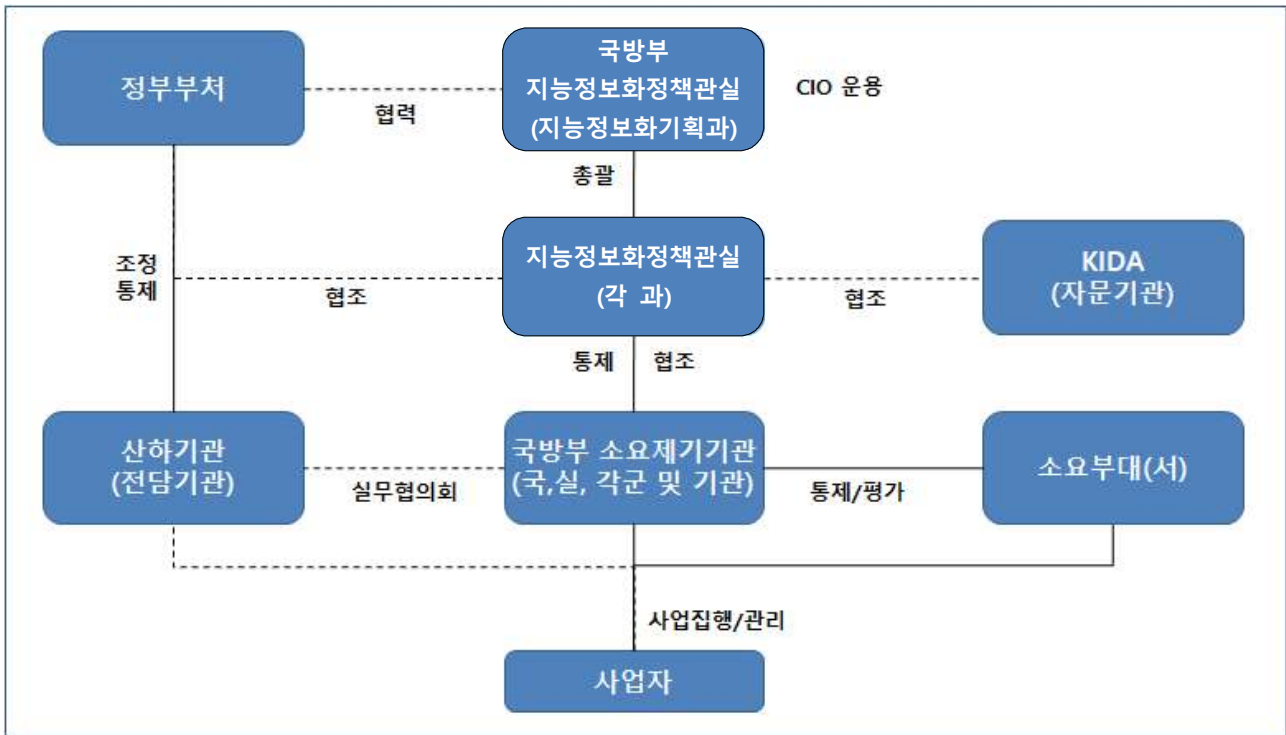 정부부처
협력
국방부
지능정보화정책관실
(지능정보화기획과)
CIO 운용
총괄
조정
통제
협조
지능정보화정책관실
(각 과)
협조
KIDA
(자문기관)
통제
협조
산하기관
(전담기관)
실무협의회
국방부 소요제기기관
(국,실, 각군 및 기관)
통제/평가
소요부대(서)
사업집행/관리
사업자